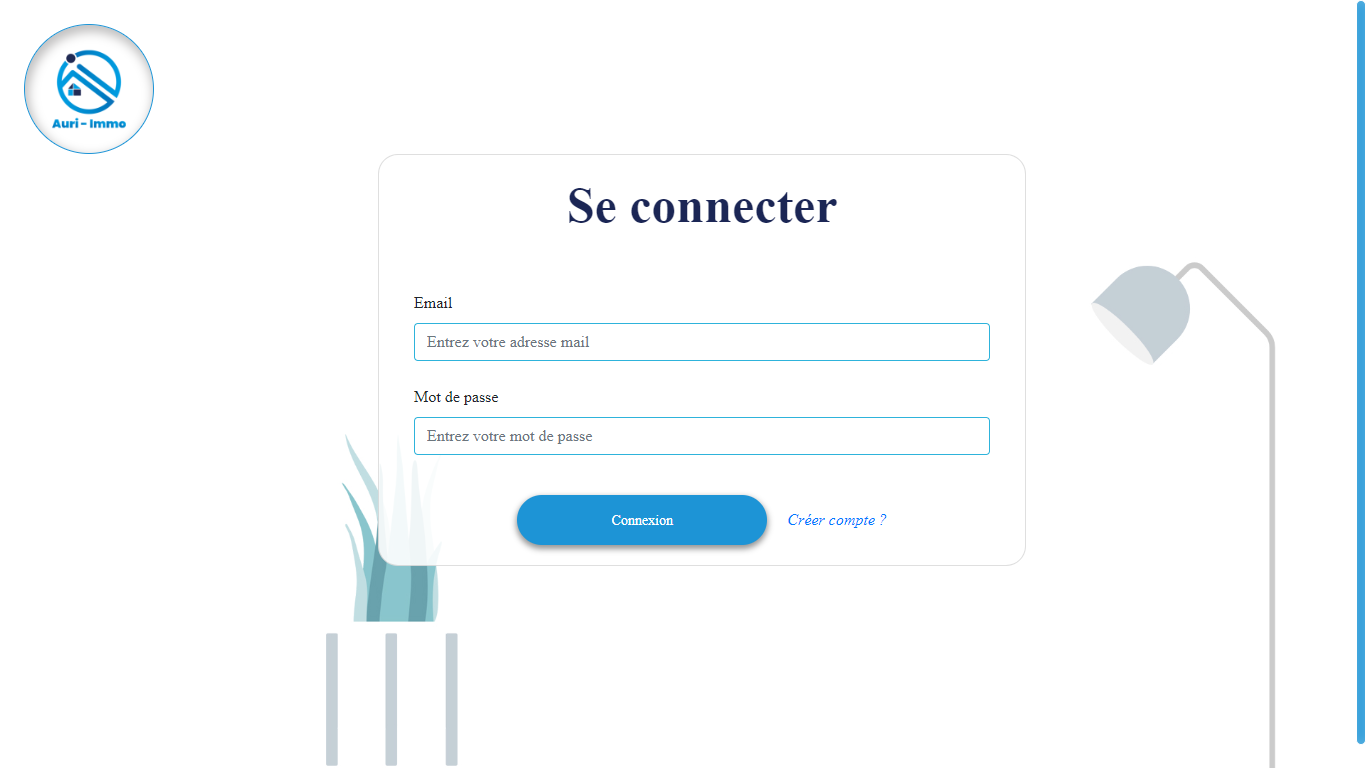 Auri - Immo
Se connecter
Email
Entrez votre adresse mail
Mot de passe
Entrez votre mot de passe
Connexion
Créer compte ?